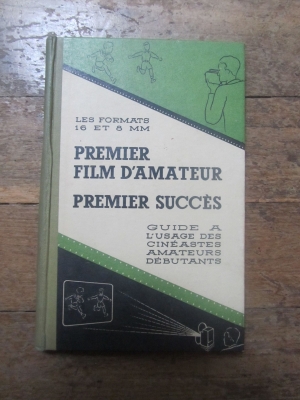 LES FORMATS
16 ET 8 MM
PREMIER
FILM D'AMATEUR
PREMIER SUCCÈS
GUIDE A
L'USAGE DES
CINÉASTES
AMATEURS
DÉBUTANTS